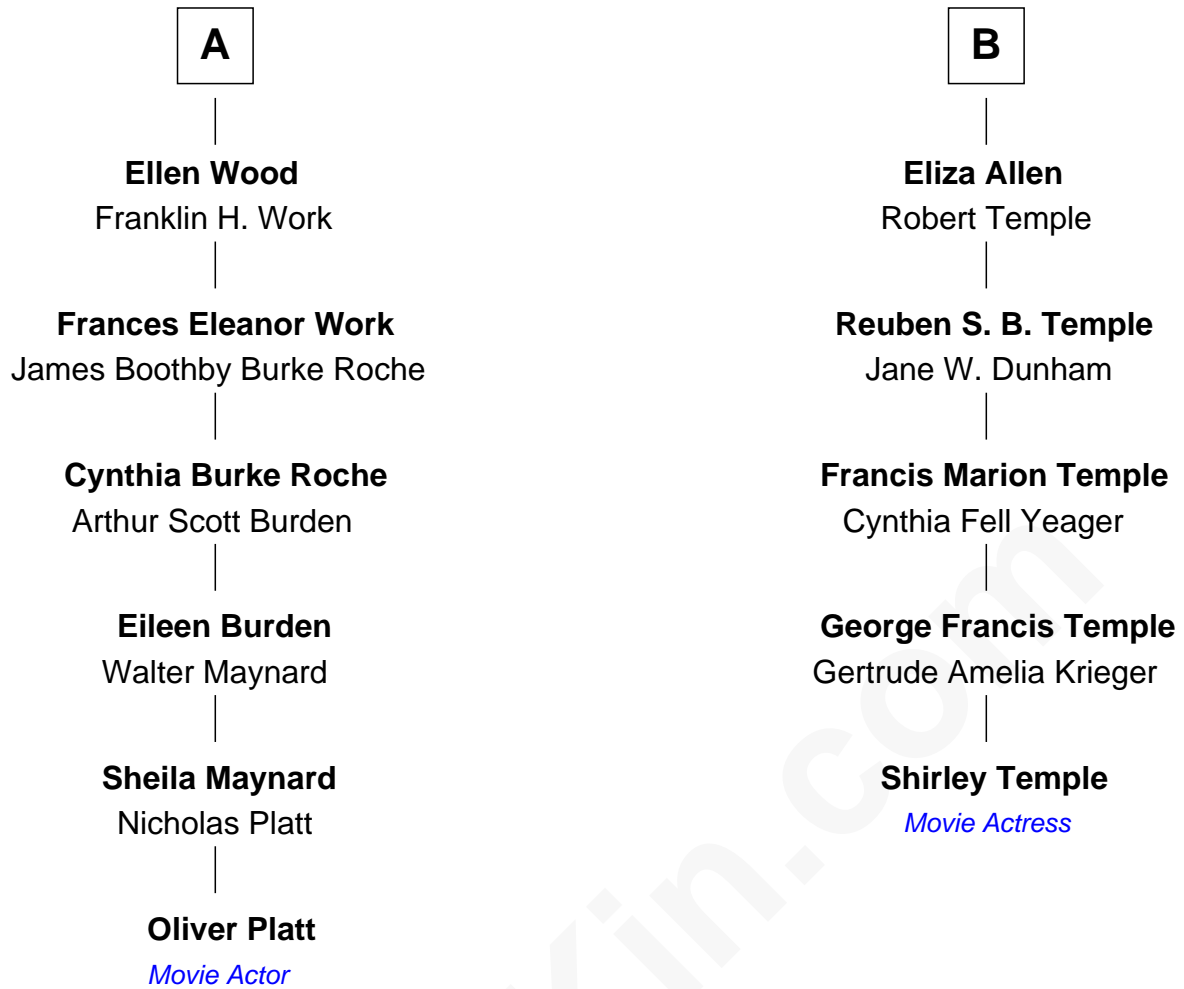 A
Ellen Wood
Franklin H. Work
Frances Eleanor Work
James Boothby Burke Roche
Cynthia Burke Roche
Arthur Scott Burden
Eileen Burden
Walter Maynard
Sheila Maynard
Nicholas Platt
Oliver Platt
Movie Actor
B
Eliza Allen
Robert Temple
Reuben S. B. Temple
Jane W. Dunham
Francis Marion Temple
Cynthia Fell Yeager
George Francis Temple
Gertrude Amelia Krieger
Shirley Temple
Movie Actress
Kin.com